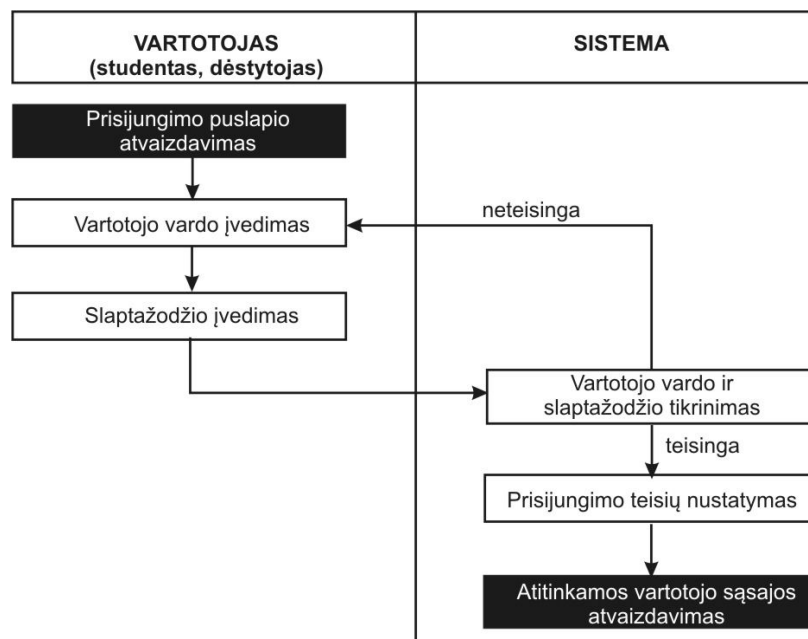 VARTOTOJAS
(studentas, dėstytojas)
SISTEMA
Prisijungimo puslapio
atvaizdavimas
Vartotojo vardo įvedimas
neteisinga
Slaptažodžio įvedimas
Vartotojo vardo ir
slaptažodžio tikrinimas
teisinga
Prisijungimo teisių nustatymas
Atitinkamos vartotojo sąsajos
atvaizdavimas